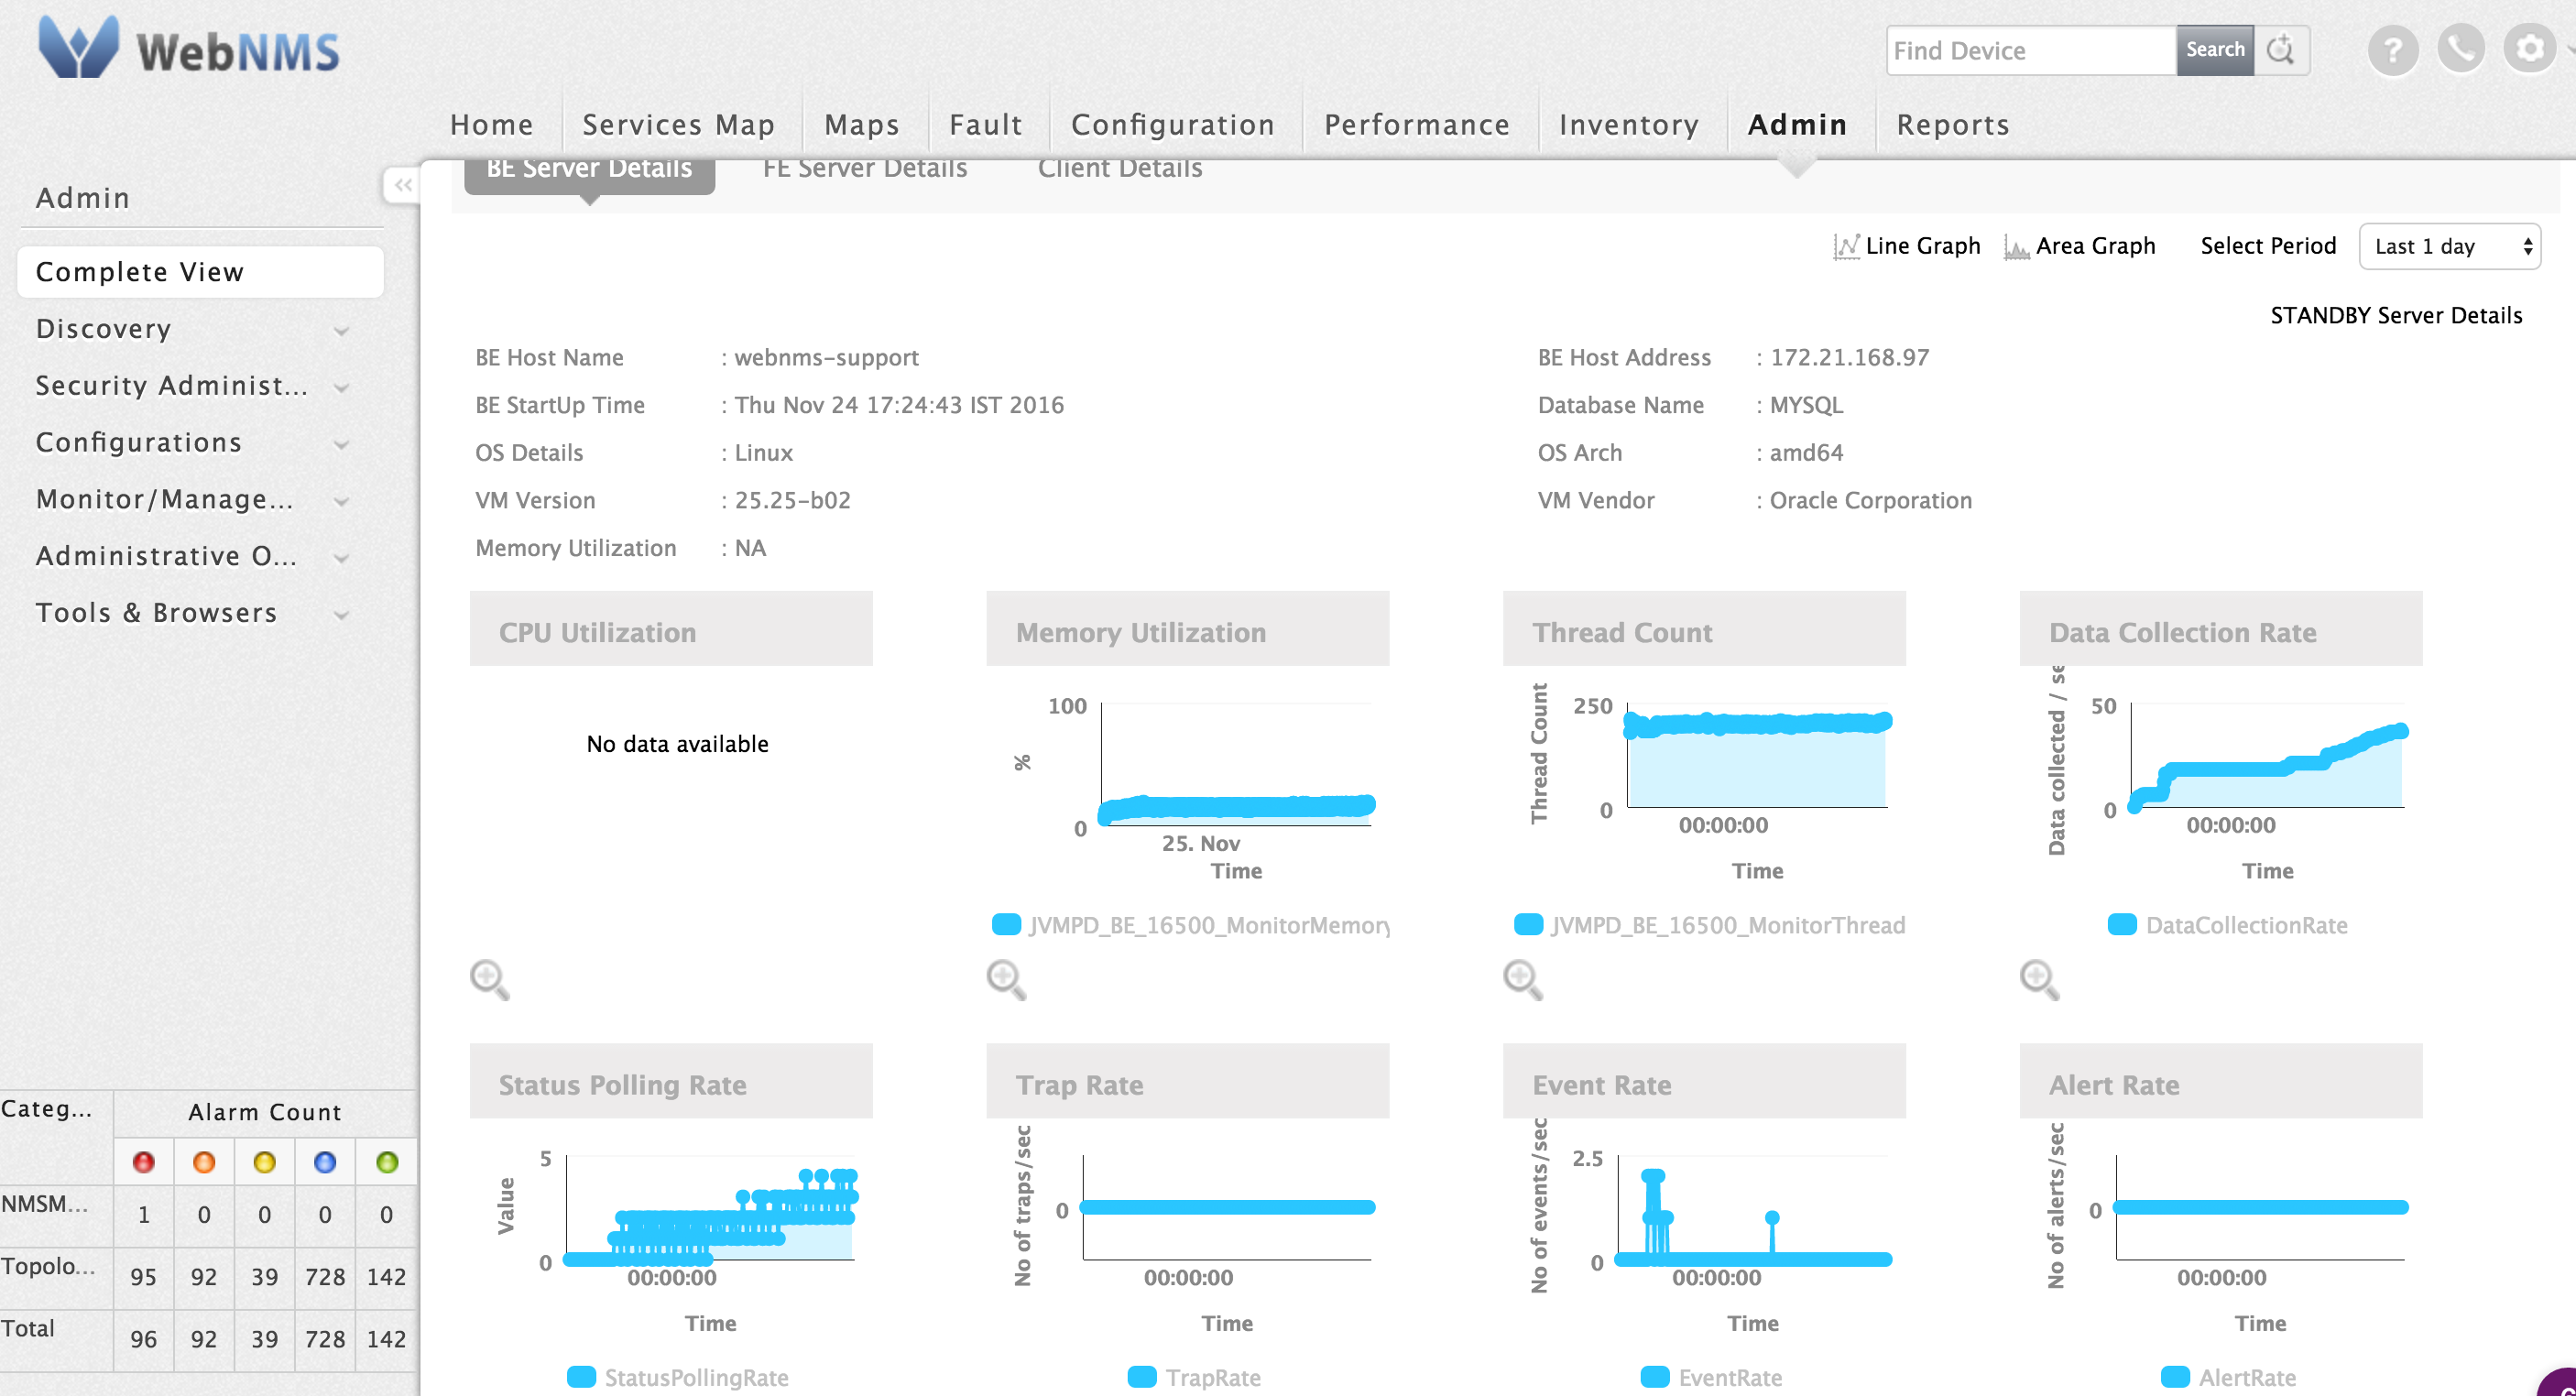 WebNMS
Find Device
Search
?
Home
Services Map
Maps
Fault
Configuration
Performance
Inventory
Admin
Reports
BE Server Details
FE Server Details
Client Details
Admin
«
Complete View
Discovery
Security Administ...
Configurations
Monitor/Manage...
Administrative O...
Tools & Browsers
Line Graph
Area Graph
Select Period
Last 1 day
STANDBY Server Details
BE Host Name : webnms-support
BE Host Address : 172.21.168.97
BE StartUp Time : Thu Nov 24 17:24:43 IST 2016
Database Name : MYSQL
OS Details : Linux
OS Arch : amd64
VM Version : 25.25-b02
VM Vendor : Oracle Corporation
Memory Utilization : NA
CPU Utilization
No data available
Memory Utilization
100
%
0
25. Nov
Time
JVMPD_BE_16500_MonitorMemory
Thread Count
Thread Count
250
0
00:00:00
Time
JVMPD_BE_16500_MonitorThread
Data Collection Rate
Data collected / se
50
0
00:00:00
Time
DataCollectionRate
Status Polling Rate
Value
5
0
00:00:00
Time
StatusPollingRate
Trap Rate
No of traps/sec
0
00:00:00
Time
TrapRate
Event Rate
No of events/sec
2.5
0
00:00:00
Time
EventRate
Alert Rate
No of alerts/sec
0
00:00:00
Time
AlertRate
Categ... Alarm Count
NMSM... 1 0 0 0 0
Topolo... 95 92 39 728 142
Total 96 92 39 728 142